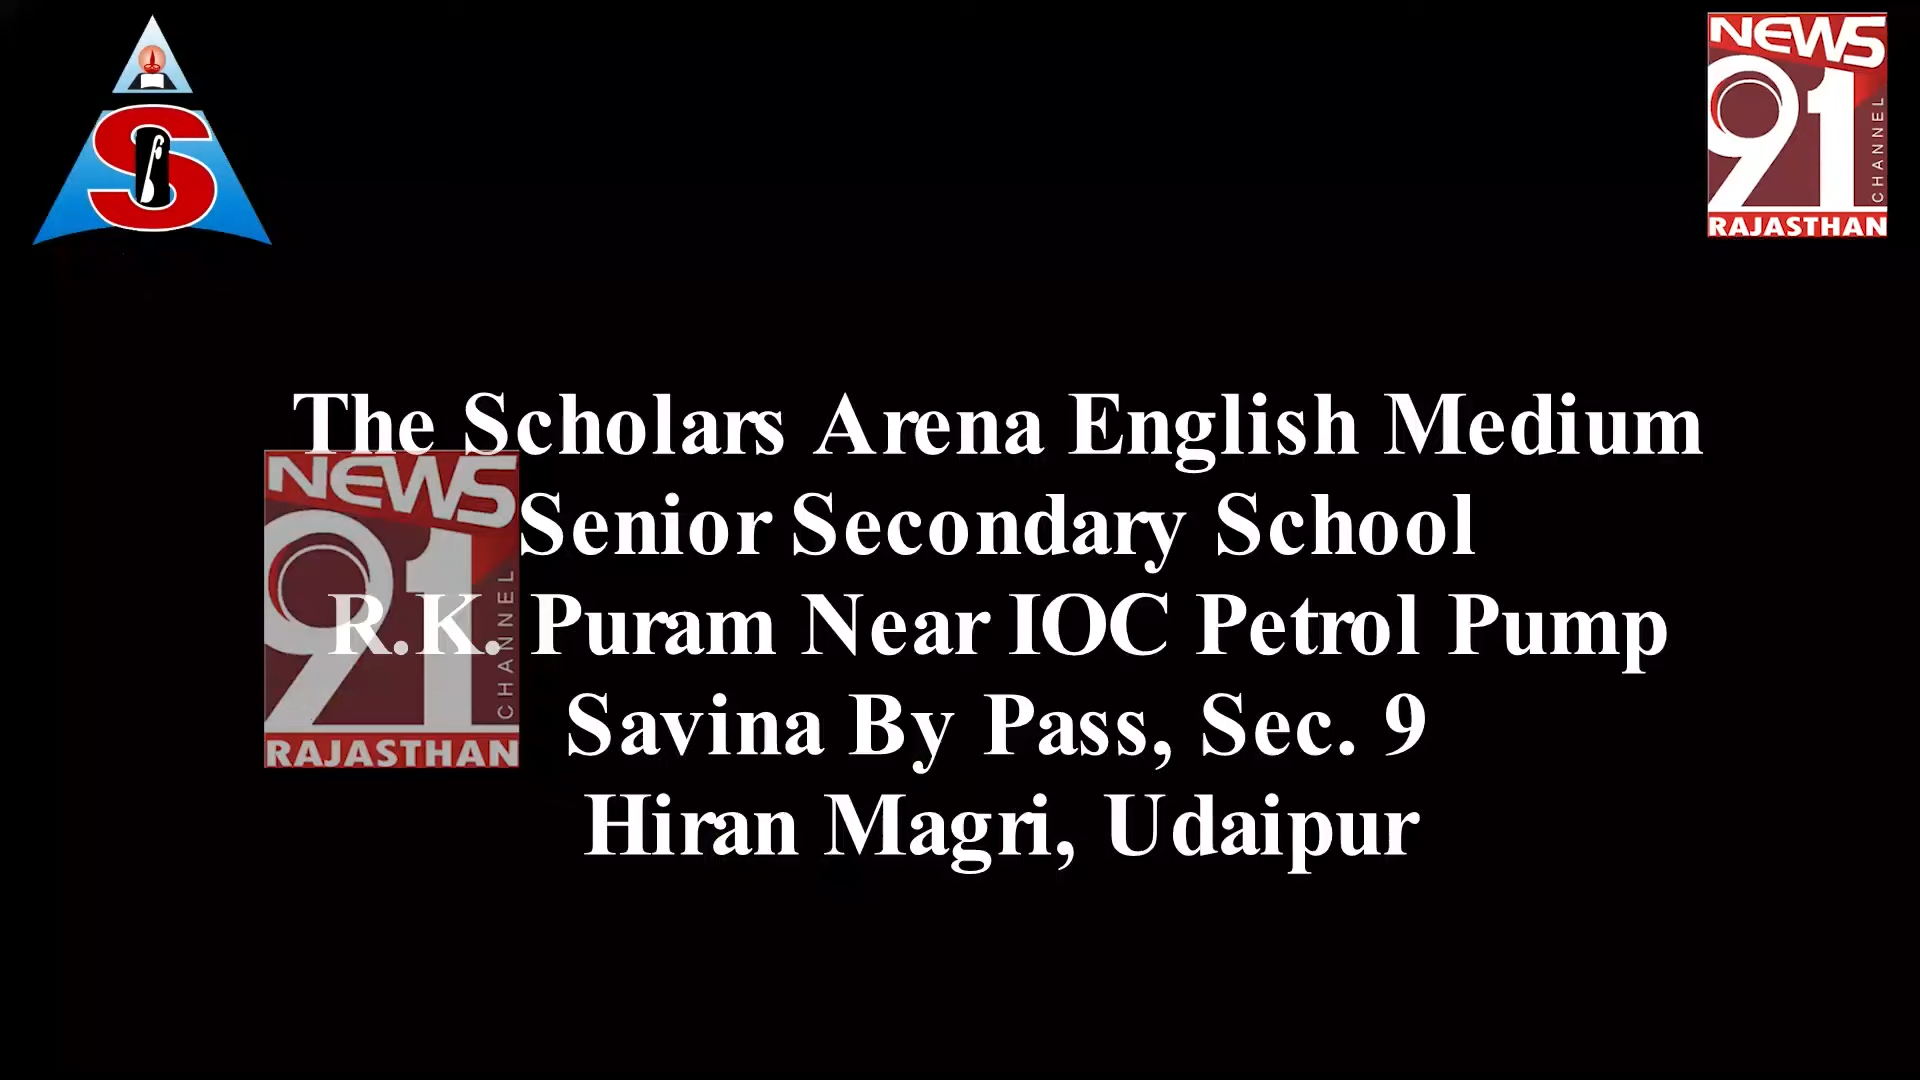 NEWS
91
CHANNEL
RAJASTHAN
S
The Scholars Arena English Medium
Senior Secondary School
R.K. Puram Near IOC Petrol Pump
Savina By Pass, Sec. 9
Hiran Magri, Udaipur
NEWS
91
CHANNEL
RAJASTHAN